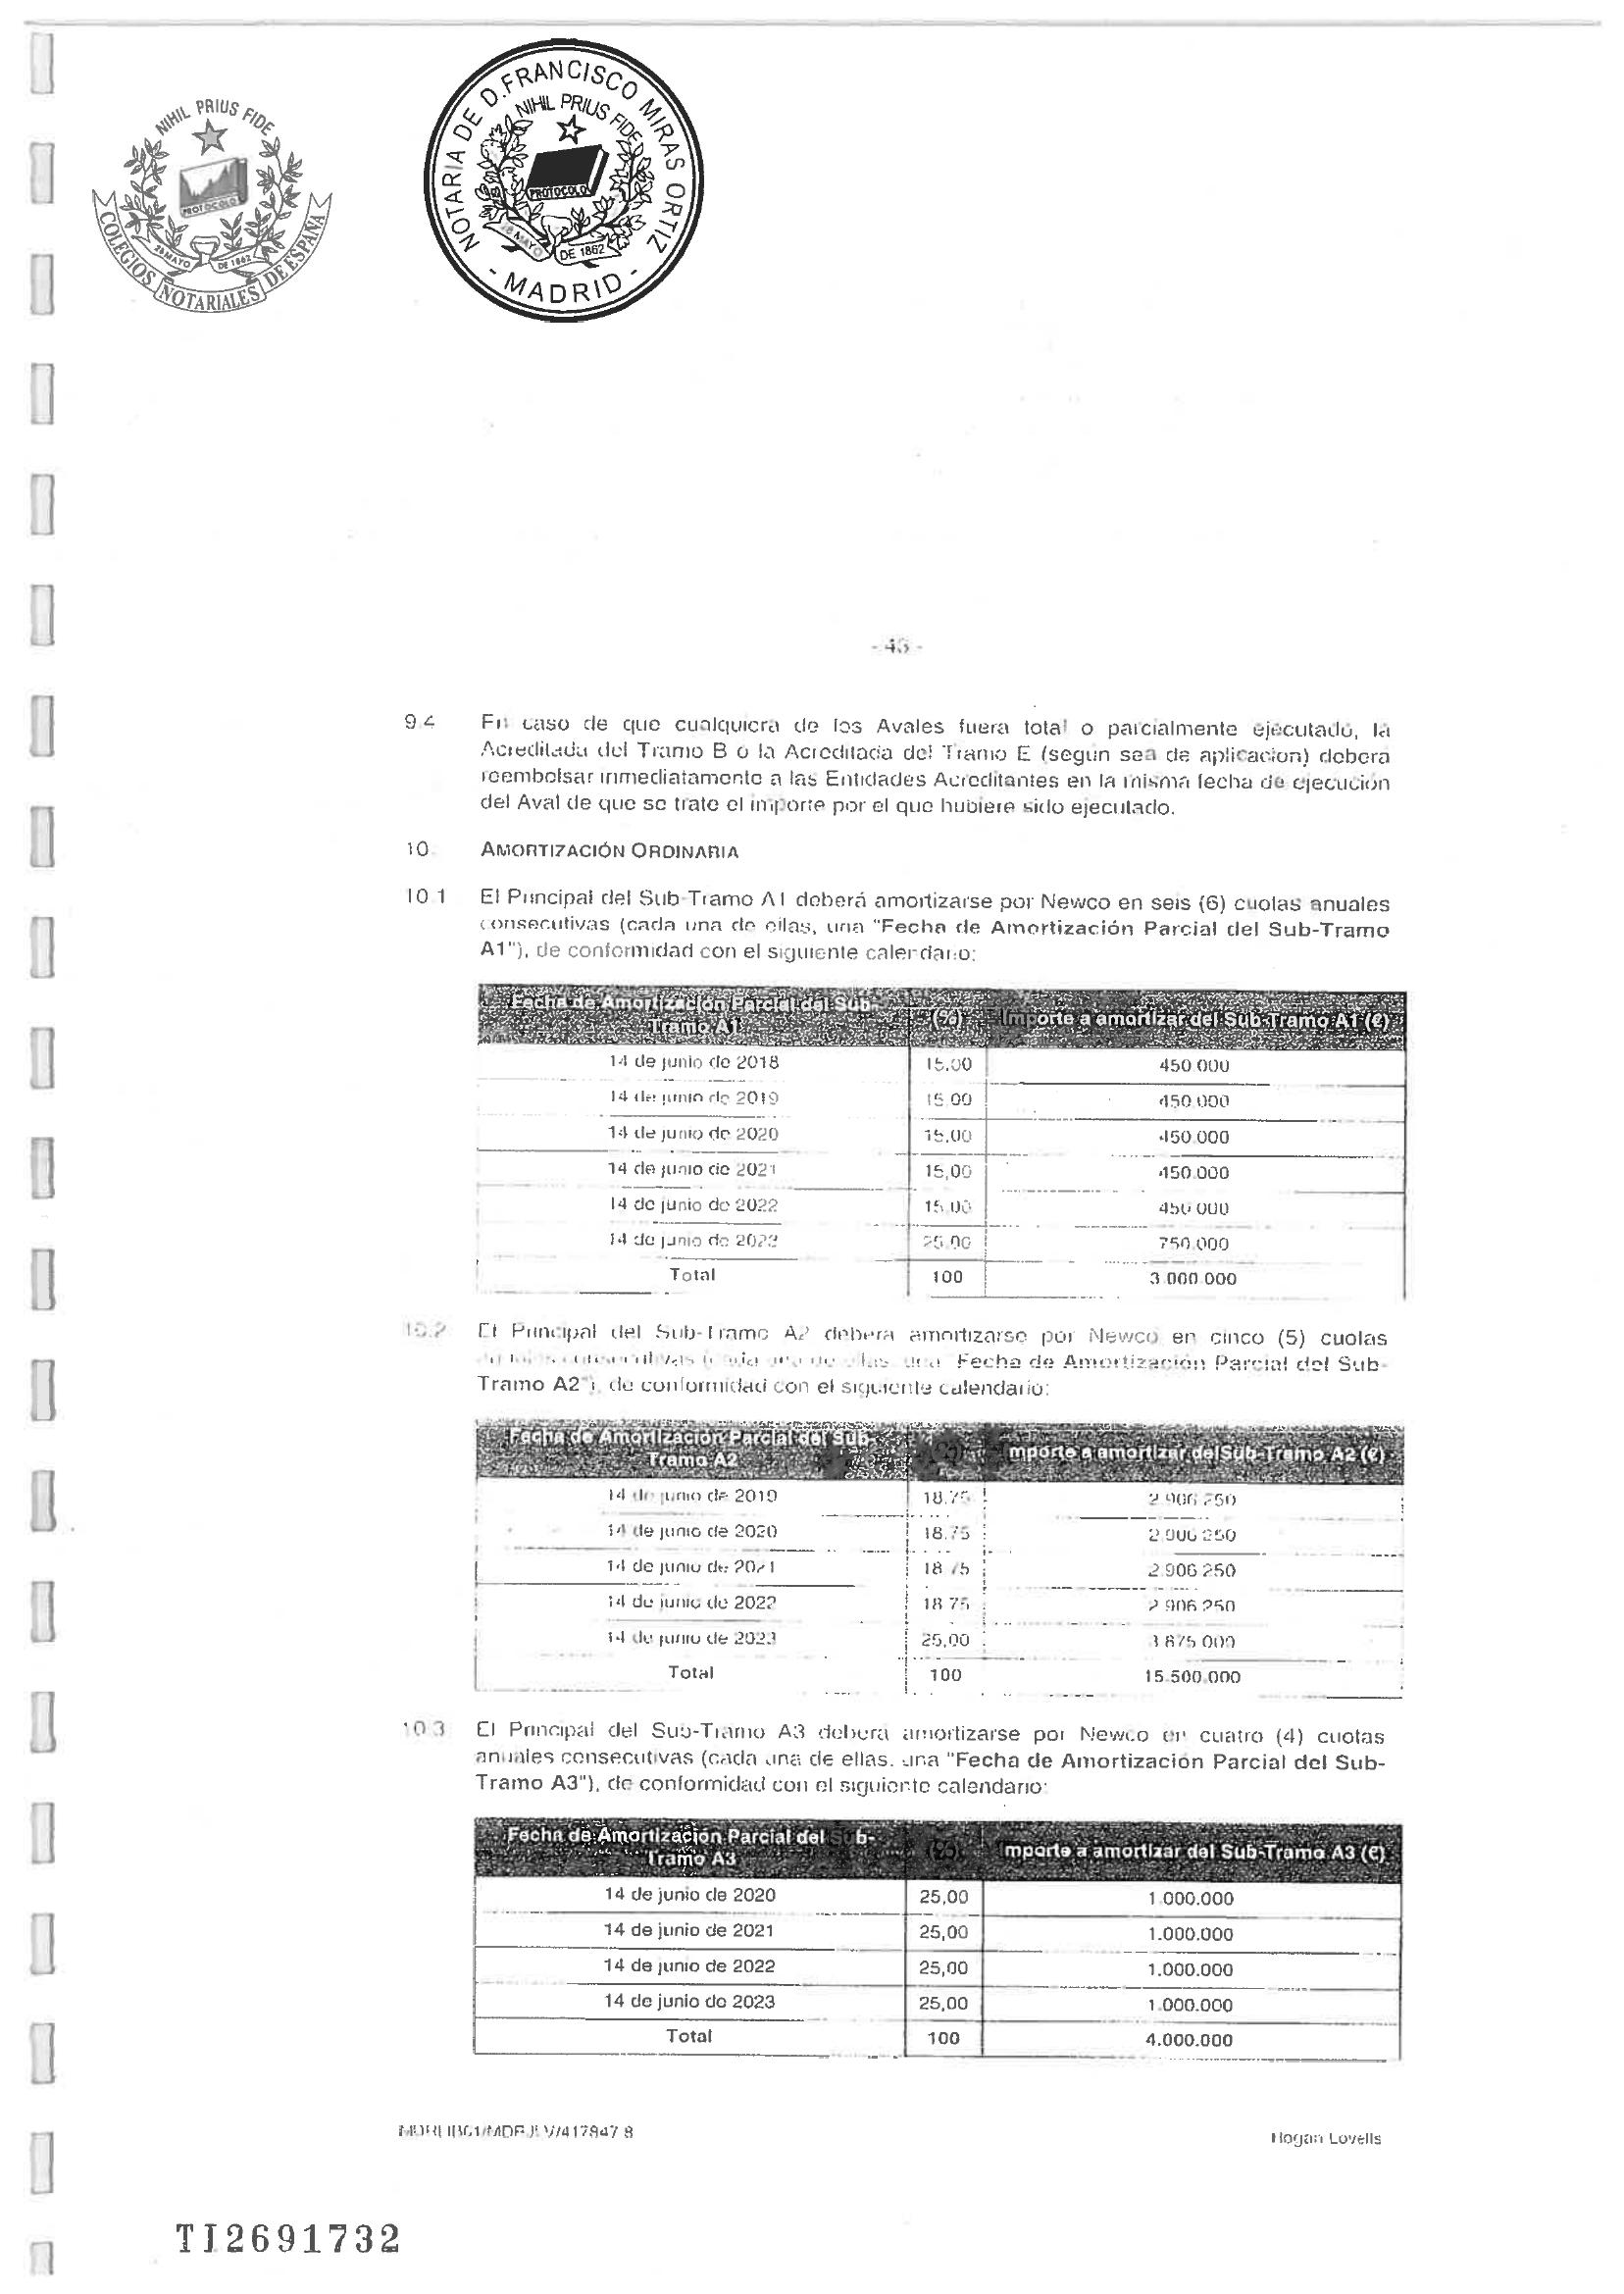 NIHIL PRIUS FIDE
PROTOCOLO
28 MAYO DE 1862
COLEGIOS NOTARIALES DE ESPAÑA
NOTARIA DE D. FRANCISCO MIRAS ORTIZ
NIHIL PRIUS FIDE
PROTOCOLO
28 MAYO DE 1862
- MADRID -
- 43 -
9.4 En caso de que cualquiera de los Avales fuera total o parcialmente ejecutado, la
Acreditada del Tramo B o la Acreditada del Tramo E (según sea de aplicación) deberá
reembolsar inmediatamente a las Entidades Acreditantes en la misma fecha de ejecución
del Aval de que se trate el importe por el que hubiere sido ejecutado.
10. AMORTIZACIÓN ORDINARIA
10.1 El Principal del Sub-Tramo A1 deberá amortizarse por Newco en seis (6) cuotas anuales
consecutivas (cada una de ellas, una "Fecha de Amortización Parcial del Sub-Tramo
A1"), de conformidad con el siguiente calendario:
Fecha de Amortización Parcial del Sub- (%) Importe a amortizar del Sub-Tramo A1 (€)
Tramo A1
14 de junio de 2018 15,00 450.000
14 de junio de 2019 15,00 450.000
14 de junio de 2020 15,00 450.000
14 de junio de 2021 15,00 450.000
14 de junio de 2022 15,00 450.000
14 de junio de 2023 25,00 750.000
Total 100 3.000.000
10.2 El Principal del Sub-Tramo A2 deberá amortizarse por Newco en cinco (5) cuotas
anuales consecutivas (cada una de ellas, una "Fecha de Amortización Parcial del Sub-
Tramo A2"), de conformidad con el siguiente calendario:
Fecha de Amortización Parcial del Sub- (%) Importe a amortizar del Sub-Tramo A2 (€)
Tramo A2
14 de junio de 2019 18,75 2.906.250
14 de junio de 2020 18,75 2.906.250
14 de junio de 2021 18,75 2.906.250
14 de junio de 2022 18,75 2.906.250
14 de junio de 2023 25,00 3.875.000
Total 100 15.500.000
10.3 El Principal del Sub-Tramo A3 deberá amortizarse por Newco en cuatro (4) cuotas
anuales consecutivas (cada una de ellas, una "Fecha de Amortización Parcial del Sub-
Tramo A3"), de conformidad con el siguiente calendario:
Fecha de Amortización Parcial del Sub- (%) Importe a amortizar del Sub-Tramo A3 (€)
Tramo A3
14 de junio de 2020 25,00 1.000.000
14 de junio de 2021 25,00 1.000.000
14 de junio de 2022 25,00 1.000.000
14 de junio de 2023 25,00 1.000.000
Total 100 4.000.000
Hogan Lovells
TI2691732